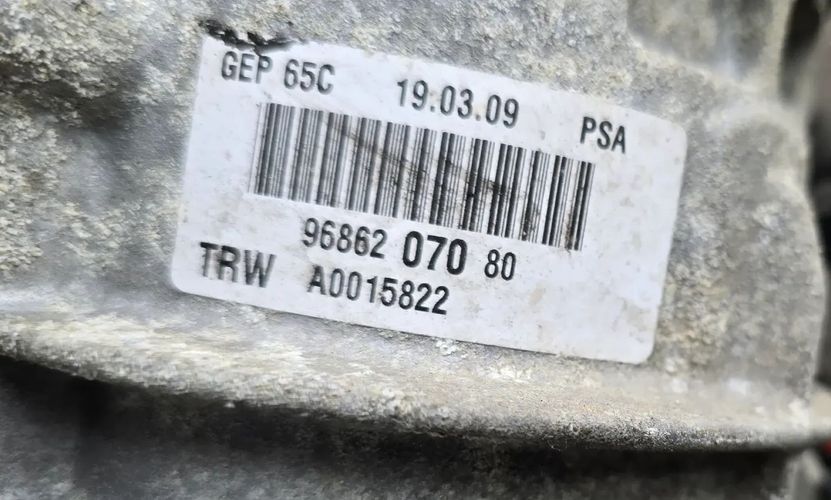 GEP 65C 19.03.09 PSA
96862 070 80
TRW A0015822